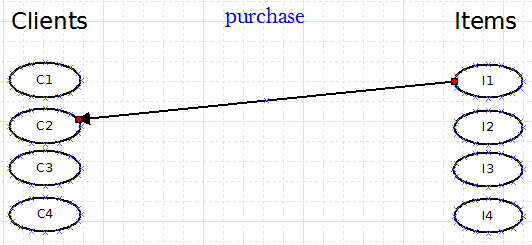 Clients purchase Items
C1 I1
C2 I2
C3 I3
C4 I4